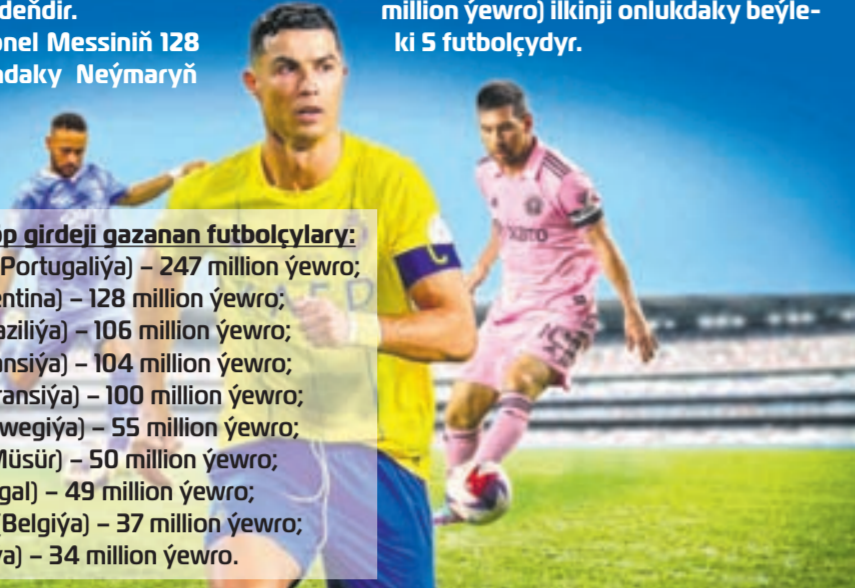 deňdir.
onel Messiniň 128
ndaky Neýmaryň
million ýewro) ilkinji onlukdaky beýle-
ki 5 futbolçydyr.
op girdeji gazanan futbolçylary:
(Portugaliýa) – 247 million ýewro;
entina) – 128 million ýewro;
aziliýa) – 106 million ýewro;
ansiýa) – 104 million ýewro;
ransiýa) – 100 million ýewro;
wegiýa) – 55 million ýewro;
Müsür) – 50 million ýewro;
gal) – 49 million ýewro;
(Belgiýa) – 37 million ýewro;
ýa) – 34 million ýewro.